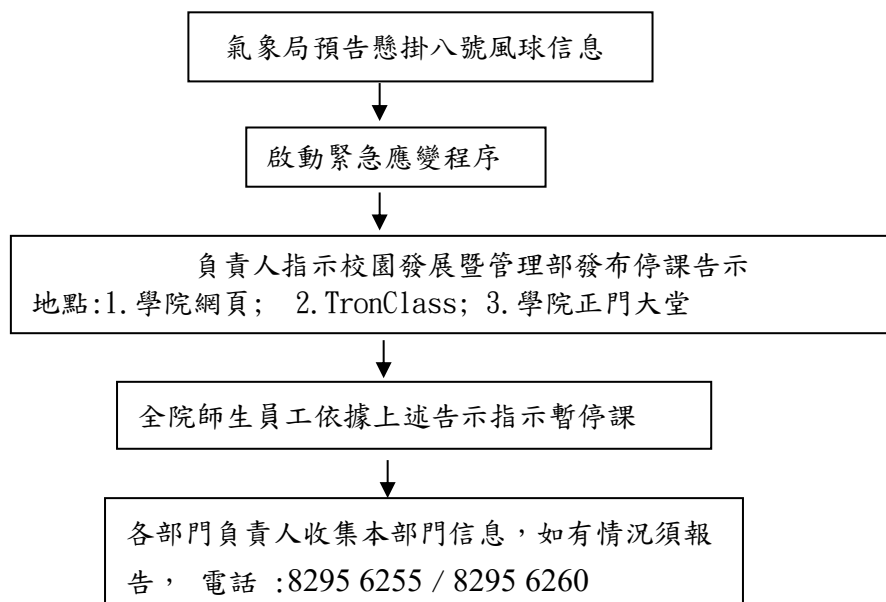 氣象局預告懸掛八號風球信息
啟動緊急應變程序
負責人指示校園發展暨管理部發布停課告示
地點:1.學院網頁; 2.TronClass; 3.學院正門大堂
全院師生員工依據上述告示指示暫停課
各部門負責人收集本部門信息，如有情況須報
告， 電話 :8295 6255 / 8295 6260